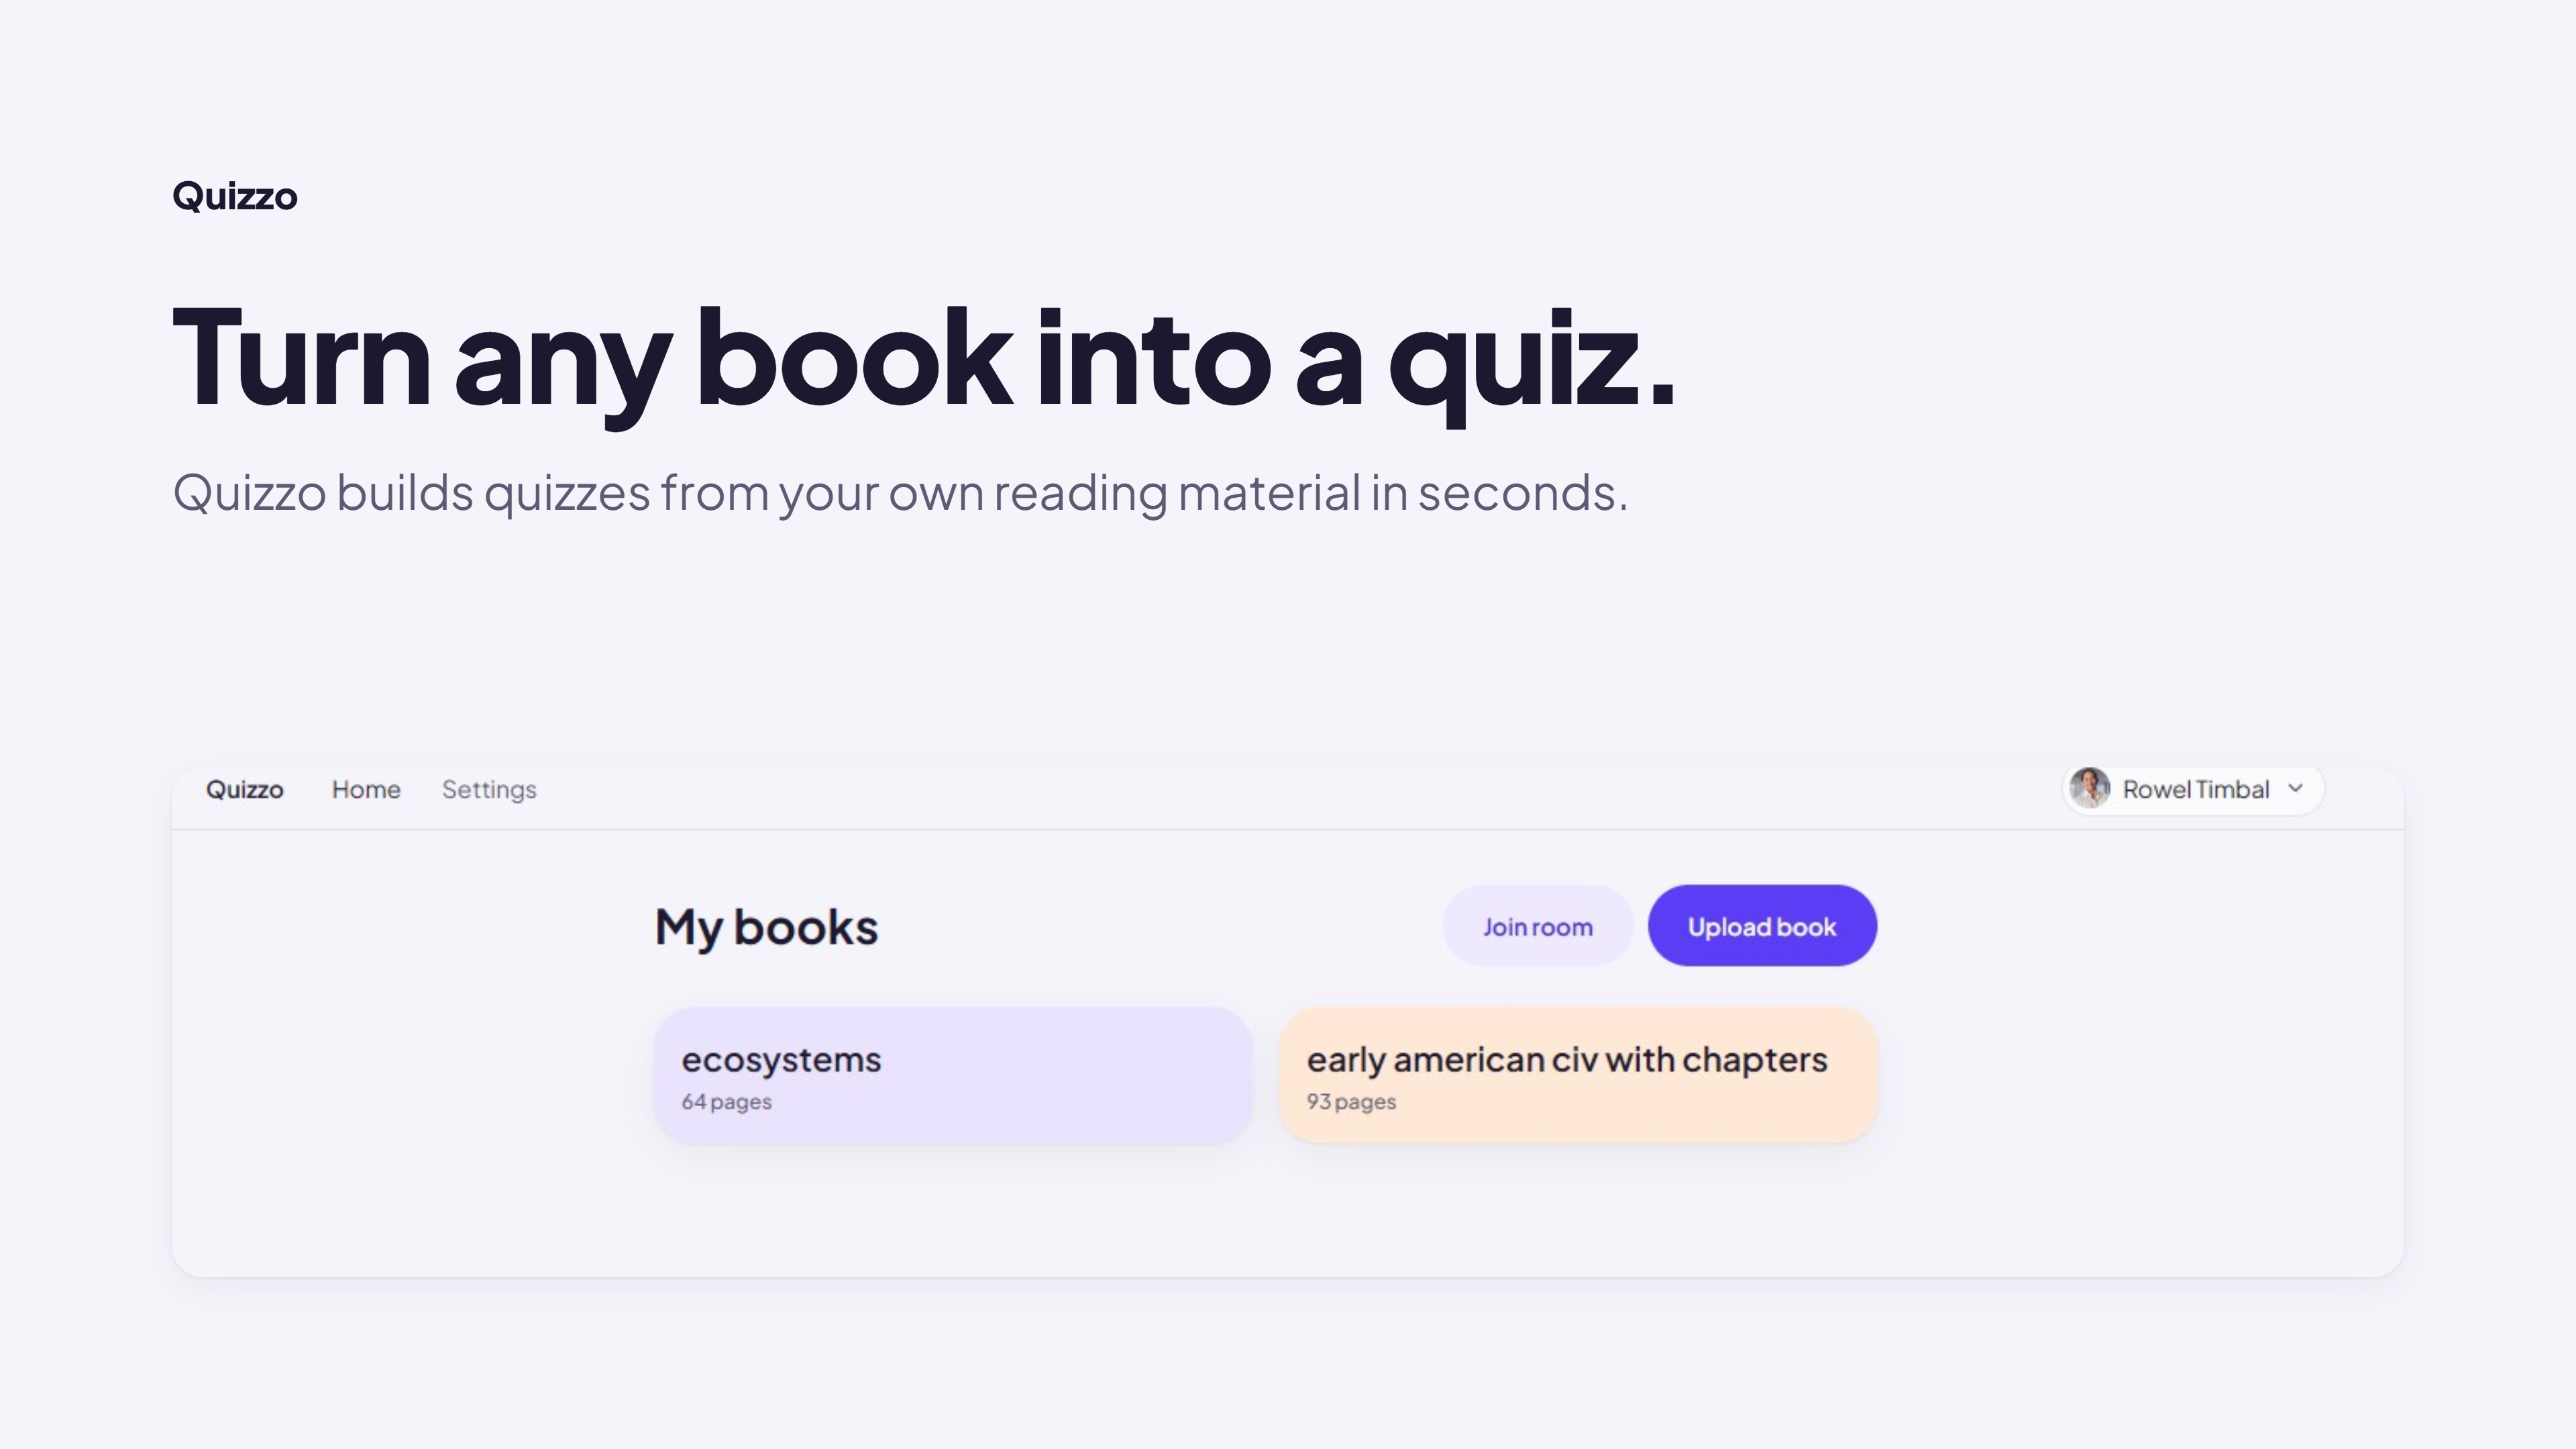 Quizzo
Turn any book into a quiz.
Quizzo builds quizzes from your own reading material in seconds.
Quizzo Home Settings Rowel Timbal
My books Join room Upload book
ecosystems early american civ with chapters
64 pages 93 pages